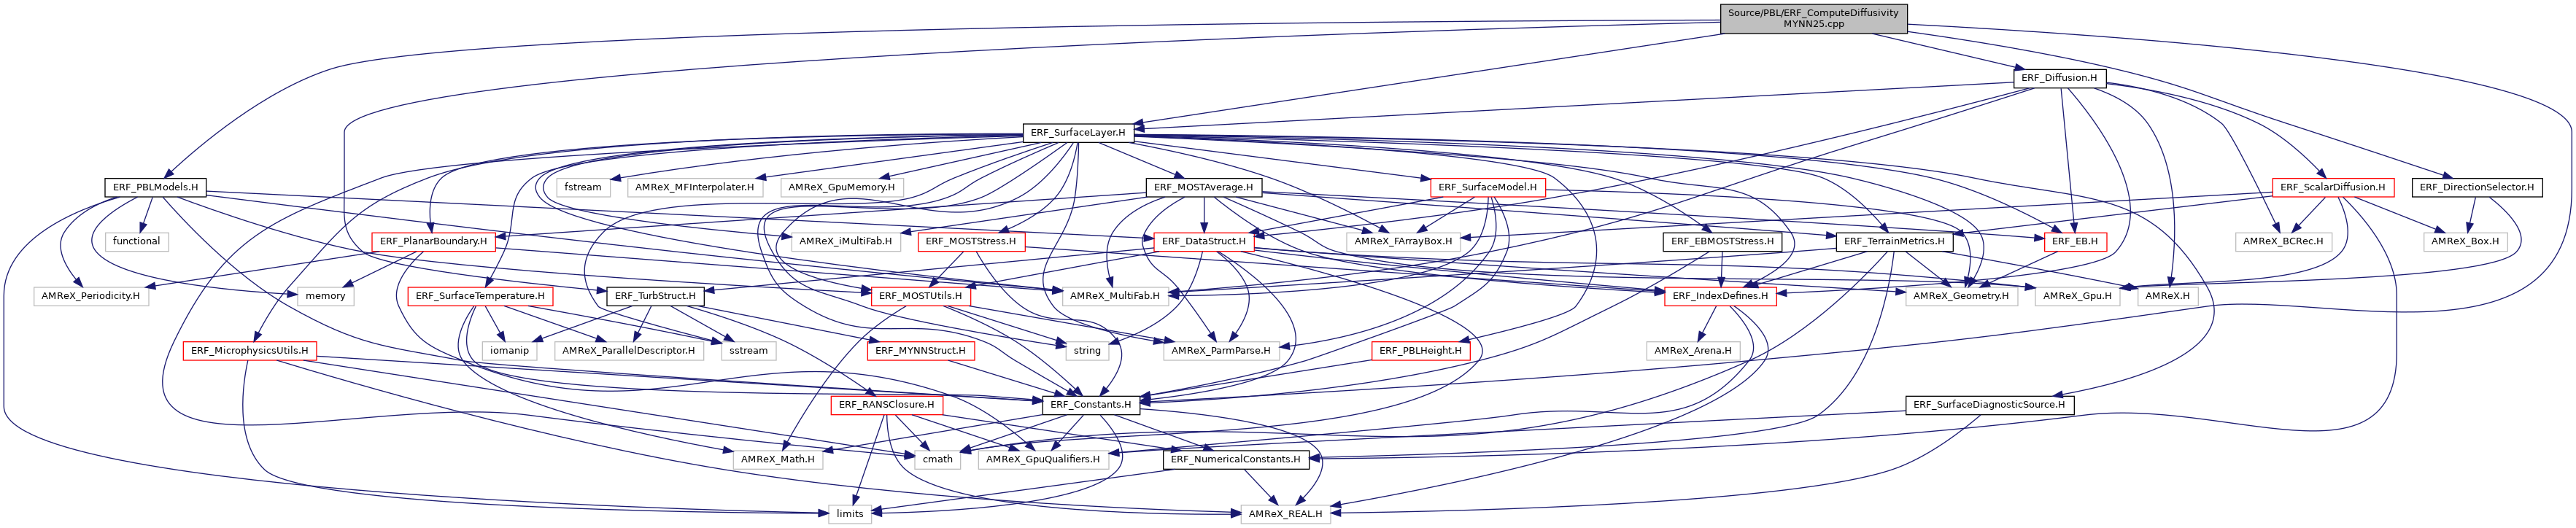 Source/PBL/ERF_ComputeDiffusivity
MYNN25.cpp
ERF_Diffusion.H
ERF_SurfaceLayer.H
ERF_PBLModels.H
fstream
AMReX_MFInterpolater.H
AMReX_GpuMemory.H
ERF_MOSTAverage.H
ERF_SurfaceModel.H
ERF_ScalarDiffusion.H
ERF_DirectionSelector.H
functional
ERF_PlanarBoundary.H
AMReX_iMultiFab.H
ERF_MOSTStress.H
ERF_DataStruct.H
AMReX_FArrayBox.H
ERF_EBMOSTStress.H
ERF_TerrainMetrics.H
ERF_EB.H
AMReX_BCRec.H
AMReX_Box.H
AMReX_Periodicity.H
memory
ERF_SurfaceTemperature.H
ERF_TurbStruct.H
ERF_MOSTUtils.H
AMReX_MultiFab.H
ERF_IndexDefines.H
AMReX_Geometry.H
AMReX_Gpu.H
AMReX.H
ERF_MicrophysicsUtils.H
iomanip
AMReX_ParallelDescriptor.H
sstream
ERF_MYNNStruct.H
string
AMReX_ParmParse.H
ERF_PBLHeight.H
AMReX_Arena.H
ERF_RANSClosure.H
ERF_Constants.H
ERF_SurfaceDiagnosticSource.H
AMReX_Math.H
cmath
AMReX_GpuQualifiers.H
ERF_NumericalConstants.H
limits
AMReX_REAL.H